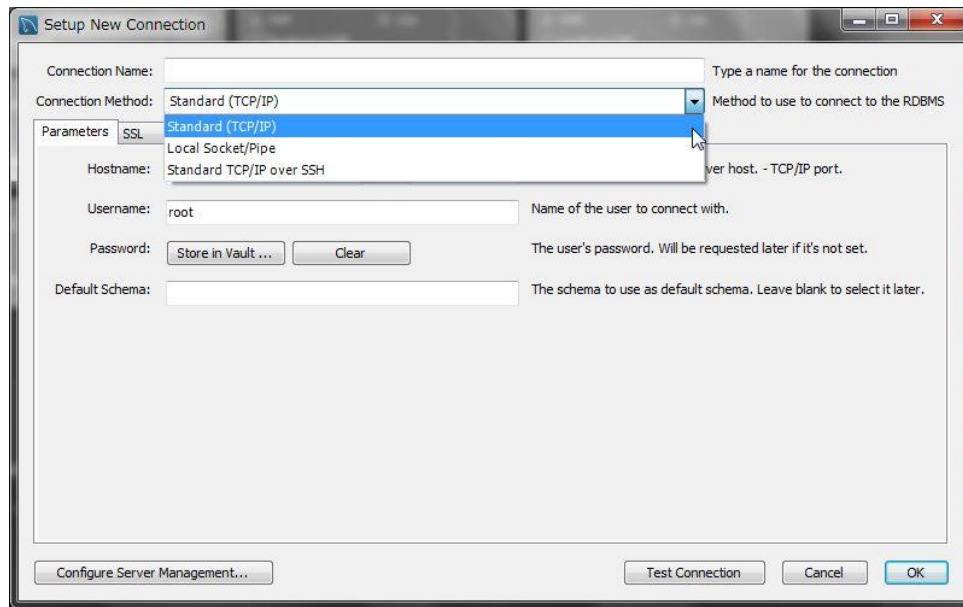 Setup New Connection
Connection Name:
Type a name for the connection
Connection Method: Standard (TCP/IP) Method to use to connect to the RDBMS
Parameters SSL
Standard (TCP/IP)
Local Socket/Pipe
Standard TCP/IP over SSH
Hostname: host. - TCP/IP port.
Username: root Name of the user to connect with.
Password: Store in Vault ... Clear The user's password. Will be requested later if it's not set.
Default Schema: The schema to use as default schema. Leave blank to select it later.
Configure Server Management... Test Connection Cancel OK